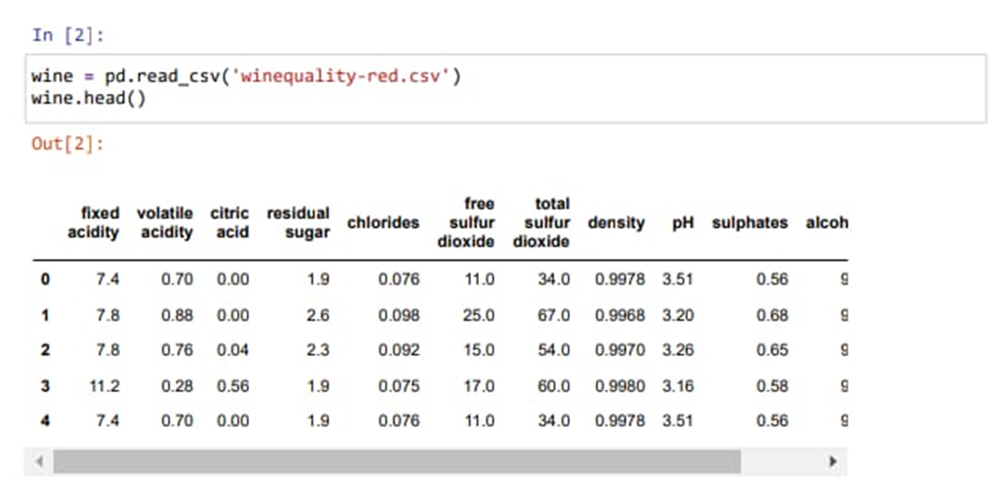 In [2]:
wine = pd.read_csv('winequality-red.csv')
wine.head()
Out[2]:
fixed acidity volatile acidity citric acid residual sugar chlorides free sulfur dioxide total sulfur dioxide density pH sulphates alcoh
0 7.4 0.70 0.00 1.9 0.076 11.0 34.0 0.9978 3.51 0.56 9
1 7.8 0.88 0.00 2.6 0.098 25.0 67.0 0.9968 3.20 0.68 9
2 7.8 0.76 0.04 2.3 0.092 15.0 54.0 0.9970 3.26 0.65 9
3 11.2 0.28 0.56 1.9 0.075 17.0 60.0 0.9980 3.16 0.58 9
4 7.4 0.70 0.00 1.9 0.076 11.0 34.0 0.9978 3.51 0.56 9